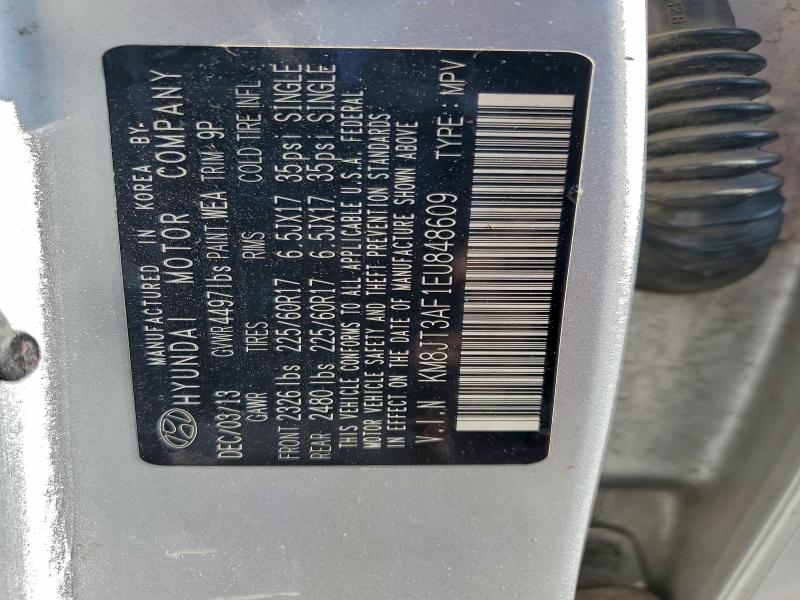 MANUFACTURED IN KOREA BY-
HYUNDAI MOTOR COMPANY
DEC/03/13 GVWR 4497lbs PAINT WEA TRIM 9P
GAWR TIRES RIMS COLD TIRE INFL
FRONT 2326lbs 225/60R17 6.5JX17 35psi SINGLE
REAR 2480lbs 225/60R17 6.5JX17 35psi SINGLE
THIS VEHICLE CONFORMS TO ALL APPLICABLE U.S.A. FEDERAL
MOTOR VEHICLE SAFETY AND THEFT PREVENTION STANDARDS
IN EFFECT ON THE DATE OF MANUFACTURE SHOWN ABOVE
V.I.N KM8JTT3AF1EU848609 TYPE : MPV